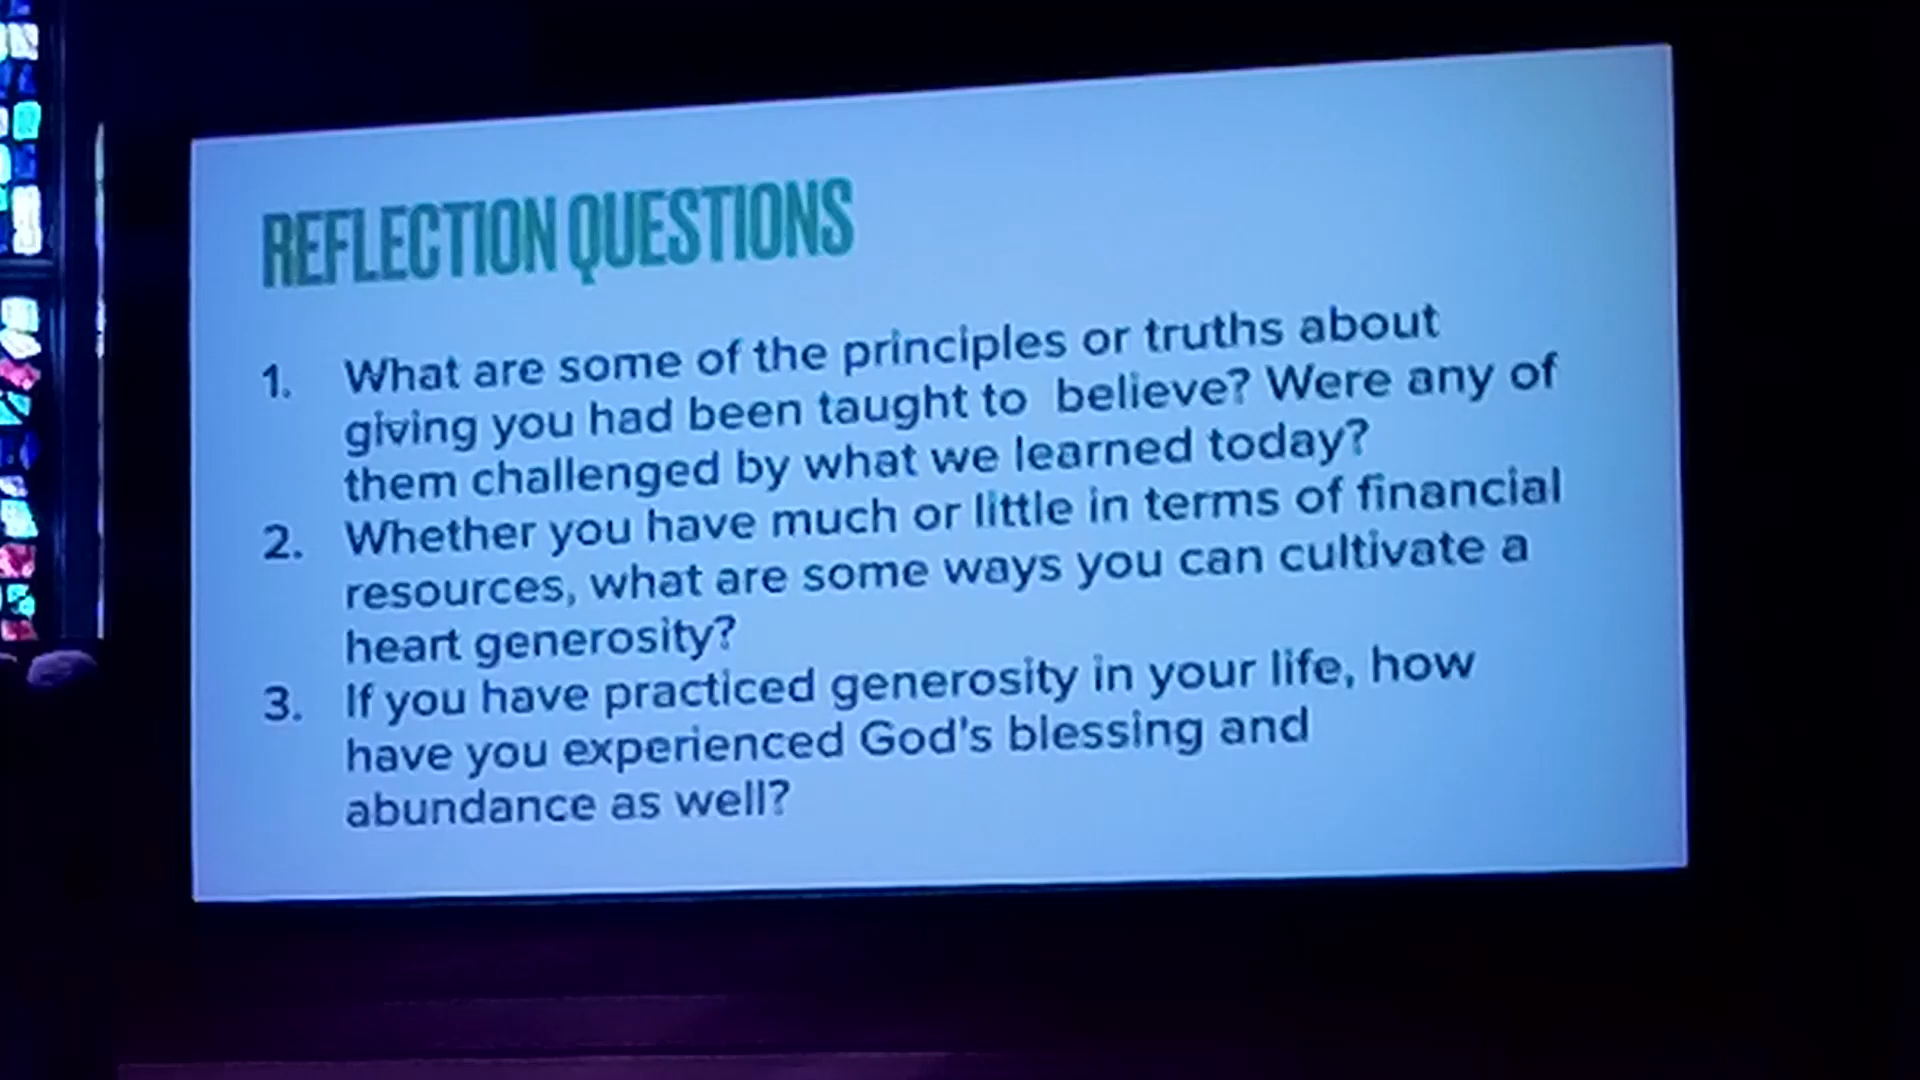 REFLECTION QUESTIONS
1. What are some of the principles or truths about
giving you had been taught to believe? Were any of
them challenged by what we learned today?
2. Whether you have much or little in terms of financial
resources, what are some ways you can cultivate a
heart generosity?
3. If you have practiced generosity in your life, how
have you experienced God's blessing and
abundance as well?